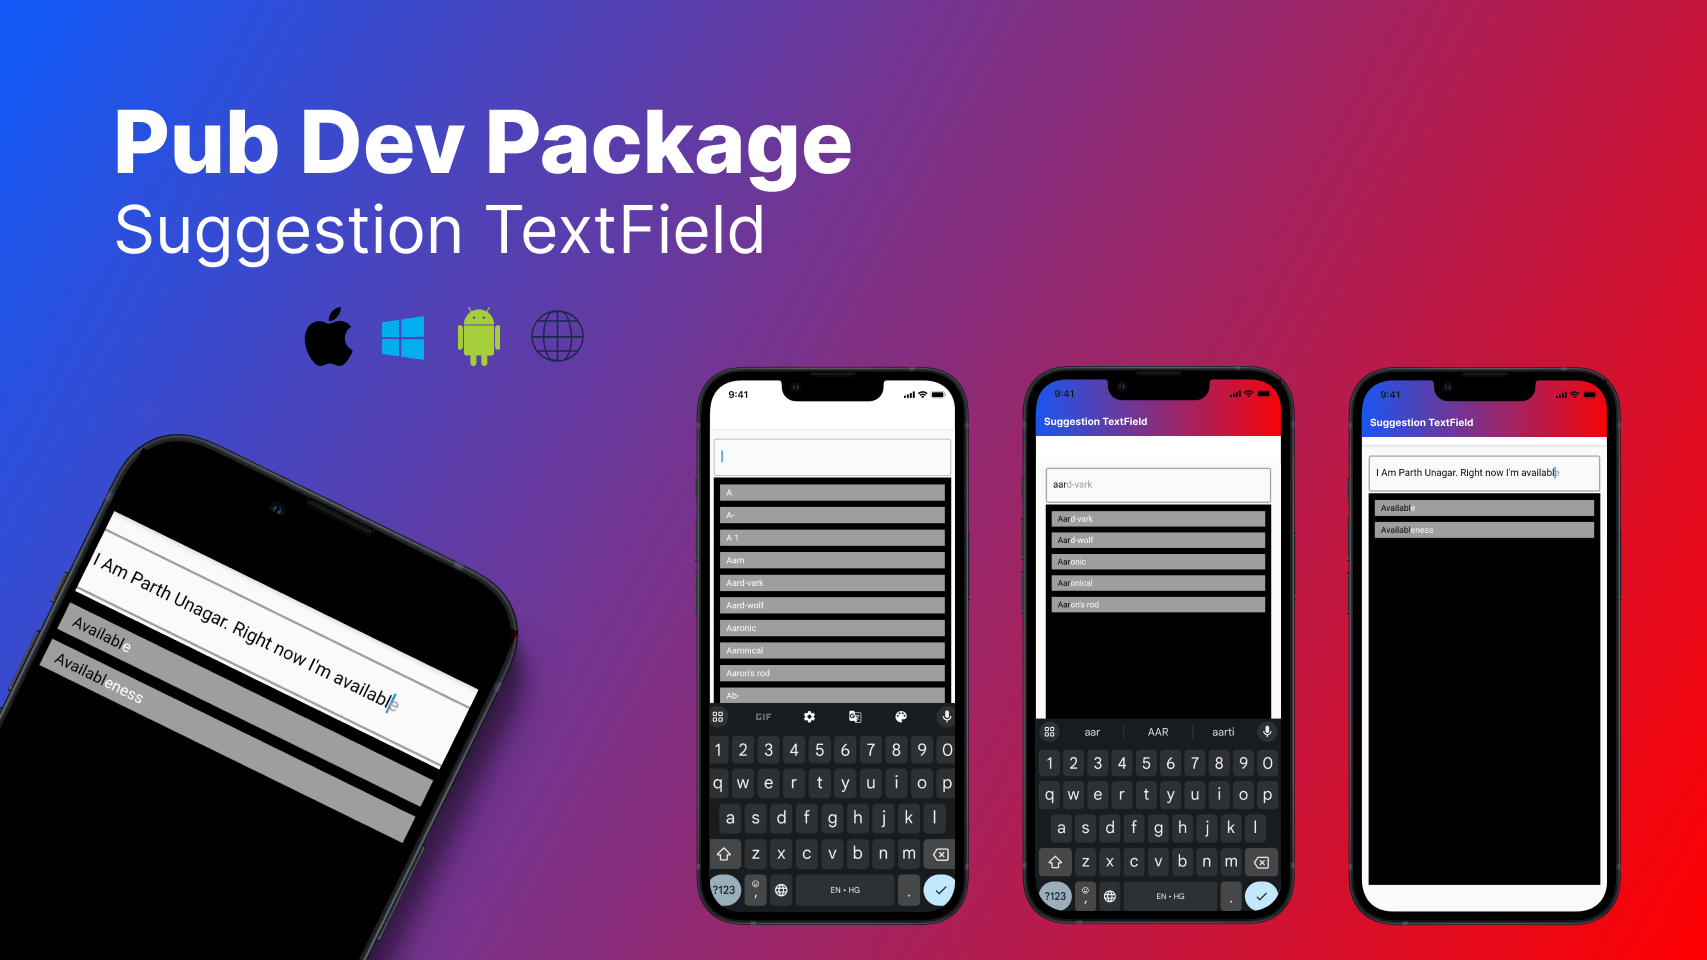 Pub Dev Package
Suggestion TextField
I Am Parth Unagar. Right now I'm available
Available
Availableness
9:41
A
A-
A 1
Aam
Aard-vark
Aard-wolf
Aaronic
Aaronical
Aaron's rod
Ab-
GIF
1 2 3 4 5 6 7 8 9 0
q w e r t y u i o p
a s d f g h j k l
z x c v b n m
?123 , EN • HG .
9:41
Suggestion TextField
aard-vark
Aard-vark
Aard-wolf
Aaronic
Aaronical
Aaron's rod
aar AAR aarti
1 2 3 4 5 6 7 8 9 0
q w e r t y u i o p
a s d f g h j k l
z x c v b n m
?123 , EN • HG .
9:41
Suggestion TextField
I Am Parth Unagar. Right now I'm available
Available
Availableness